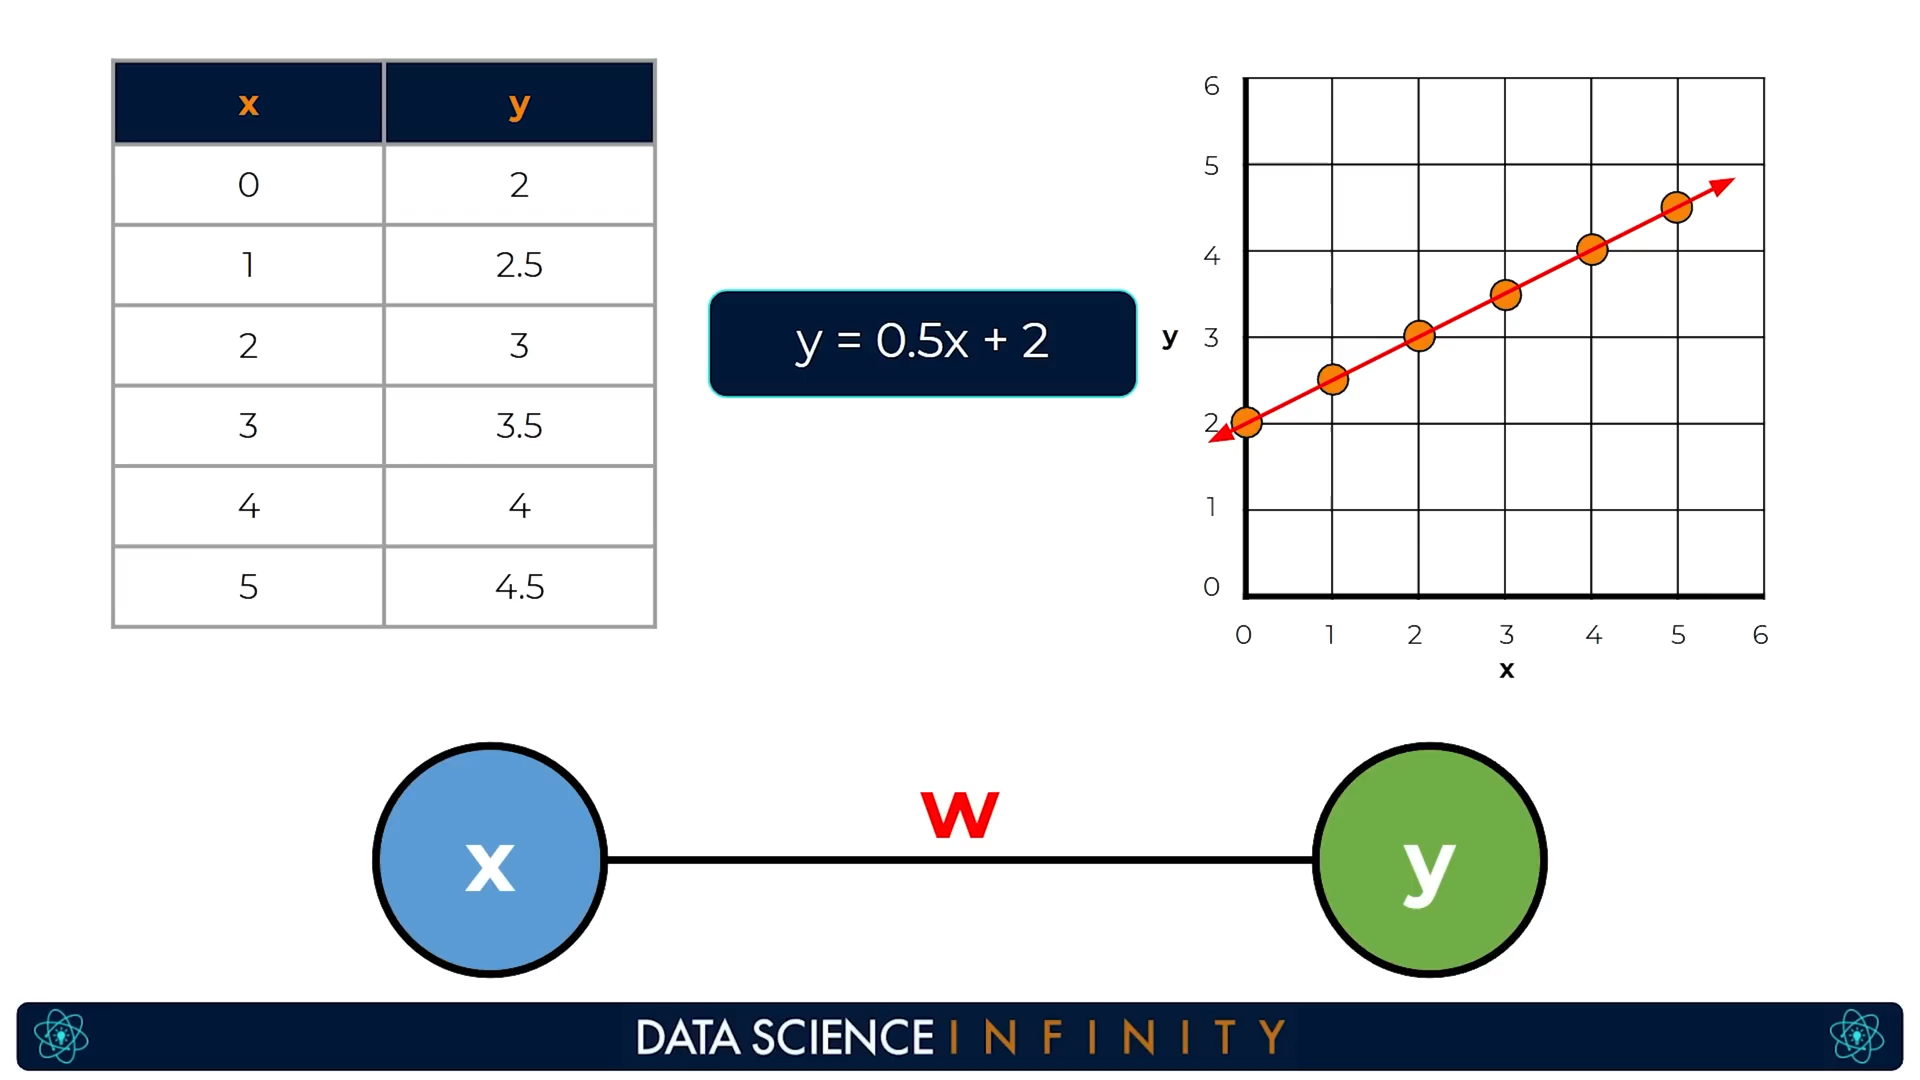 x y
0 2
1 2.5
2 3
3 3.5
4 4
5 4.5
y = 0.5x + 2
6
5
4
y 3
2
1
0
0 1 2 3 4 5 6
x
w
x y
DATA SCIENCE INFINITY